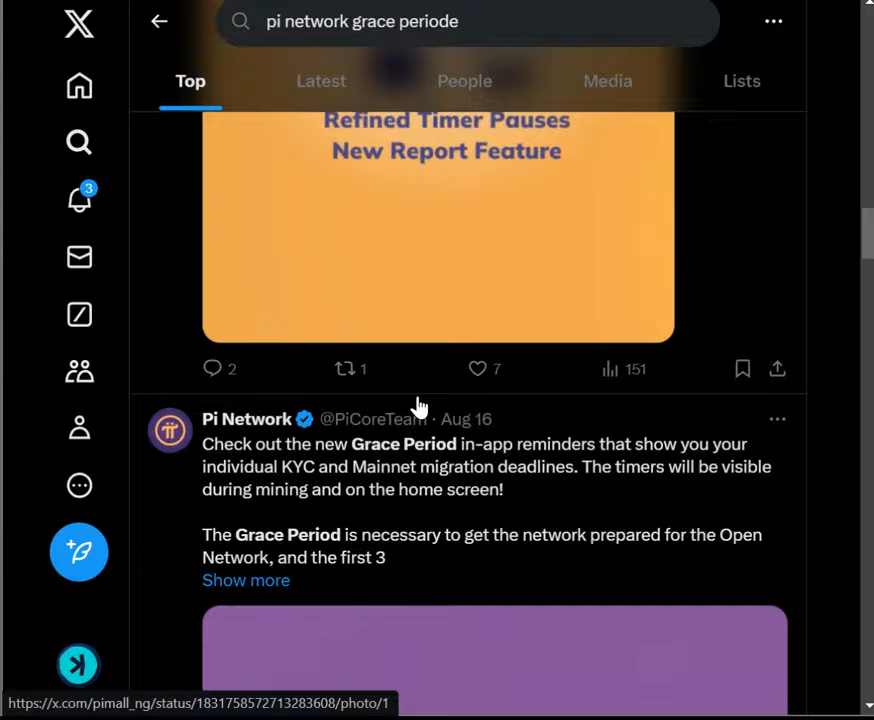 pi network grace periode
Top
Latest
People
Media
Lists
Refined Timer Pauses
New Report Feature
3
2
1
7
151
Pi Network @PiCoreTeam · Aug 16
Check out the new Grace Period in-app reminders that show you your
individual KYC and Mainnet migration deadlines. The timers will be visible
during mining and on the home screen!
The Grace Period is necessary to get the network prepared for the Open
Network, and the first 3
Show more
https://x.com/pimall_ng/status/1831758572713283608/photo/1